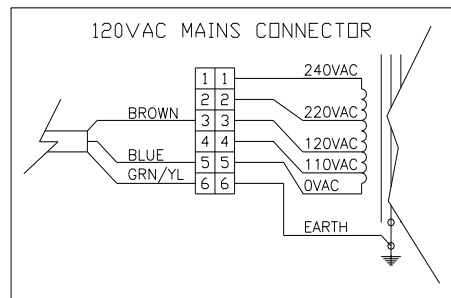 120VAC MAINS CONNECTOR
240VAC
1 1
2 2
220VAC
BROWN
3 3
120VAC
4 4
110VAC
BLUE
5 5
0VAC
GRN/YL
6 6
EARTH